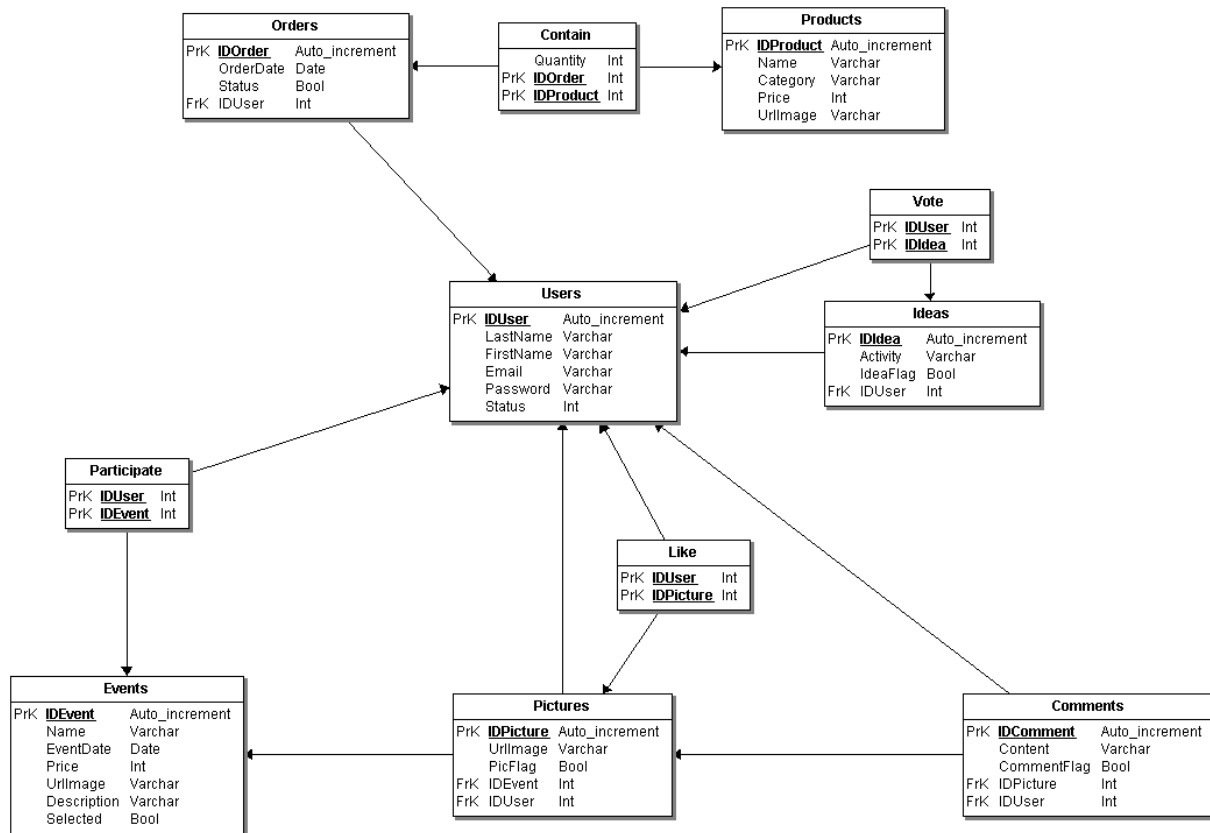 Orders
PrK IDOrder Auto_increment
OrderDate Date
Status Bool
FrK IDUser Int
Contain
Quantity Int
PrK IDOrder Int
PrK IDProduct Int
Products
PrK IDProduct Auto_increment
Name Varchar
Category Varchar
Price Int
UrlImage Varchar
Vote
PrK IDUser Int
PrK IDIdea Int
Users
PrK IDUser Auto_increment
LastName Varchar
FirstName Varchar
Email Varchar
Password Varchar
Status Int
Ideas
PrK IDIdea Auto_increment
Activity Varchar
IdeaFlag Bool
FrK IDUser Int
Participate
PrK IDUser Int
PrK IDEvent Int
Like
PrK IDUser Int
PrK IDPicture Int
Events
PrK IDEvent Auto_increment
Name Varchar
EventDate Date
Price Int
UrlImage Varchar
Description Varchar
Selected Bool
Pictures
PrK IDPicture Auto_increment
UrlImage Varchar
PicFlag Bool
FrK IDEvent Int
FrK IDUser Int
Comments
PrK IDComment Auto_increment
Content Varchar
CommentFlag Bool
FrK IDPicture Int
FrK IDUser Int